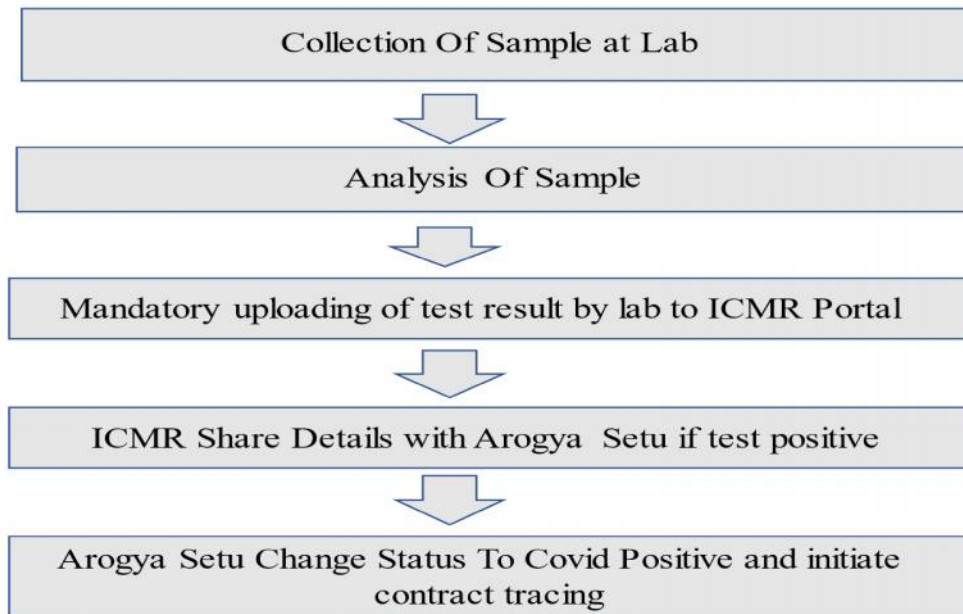 Collection Of Sample at Lab
Analysis Of Sample
Mandatory uploading of test result by lab to ICMR Portal
ICMR Share Details with Arogya Setu if test positive
Arogya Setu Change Status To Covid Positive and initiate
contract tracing